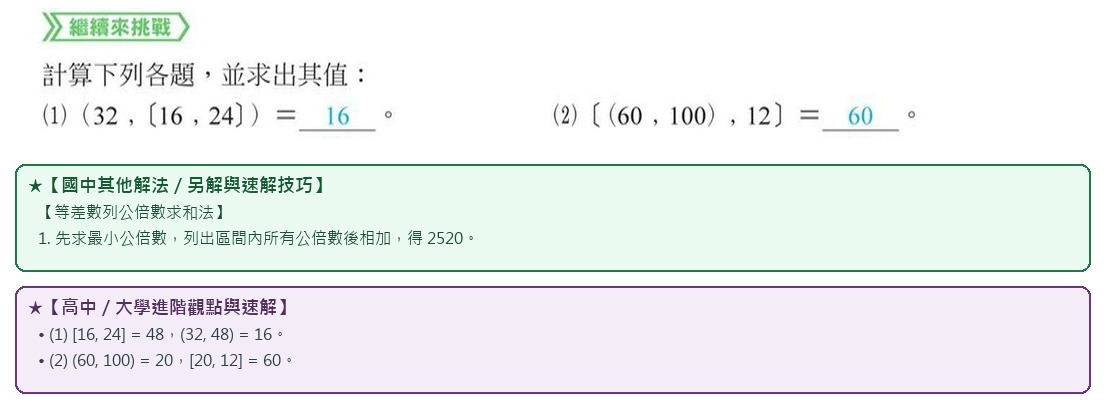 繼續來挑戰
計算下列各題，並求出其值：
(1)（32，〔16，24〕）＝ 16 。 (2)〔（60，100），12〕＝ 60 。
★【國中其他解法 / 另解與速解技巧】
【等差數列公倍數求和法】
1. 先求最小公倍數，列出區間內所有公倍數後相加，得 2520。
★【高中 / 大學進階觀點與速解】
• (1) [16, 24] = 48，(32, 48) = 16。
• (2) (60, 100) = 20，[20, 12] = 60。